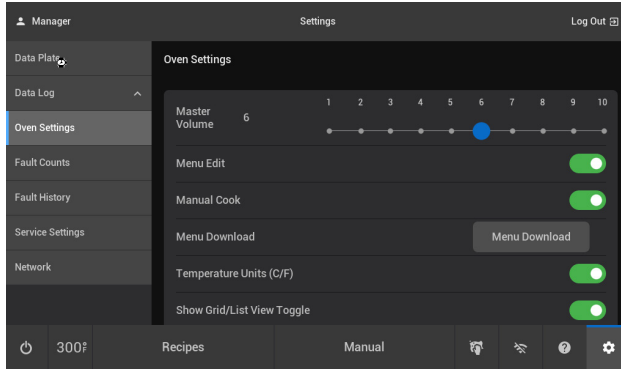 Manager
Settings
Log Out
Data Plate
Data Log
Oven Settings
Fault Counts
Fault History
Service Settings
Network
Oven Settings
1 2 3 4 5 6 7 8 9 10
Master
Volume
6
Menu Edit
Manual Cook
Menu Download
Menu Download
Temperature Units (C/F)
Show Grid/List View Toggle
300°F
Recipes
Manual